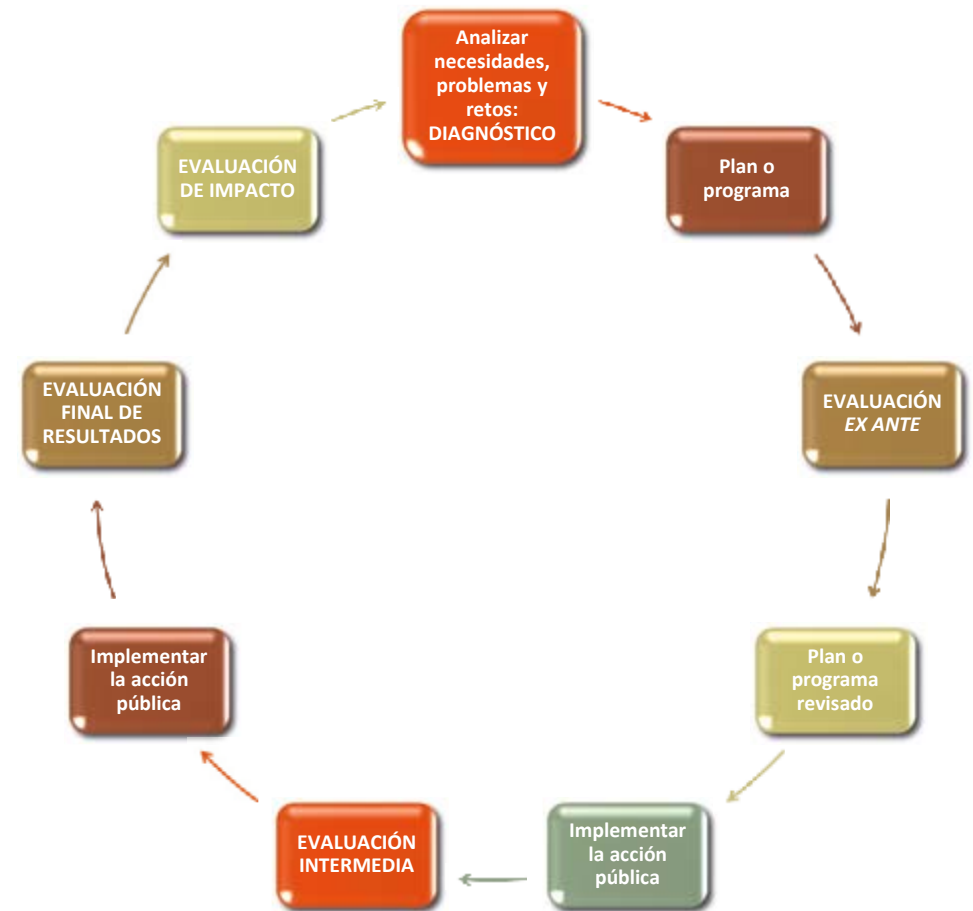 Analizar
necesidades,
problemas y
retos:
DIAGNÓSTICO
Plan o
programa
EVALUACIÓN
EX ANTE
Plan o
programa
revisado
Implementar
la acción
pública
EVALUACIÓN
INTERMEDIA
Implementar
la acción
pública
EVALUACIÓN
FINAL DE
RESULTADOS
EVALUACIÓN
DE IMPACTO